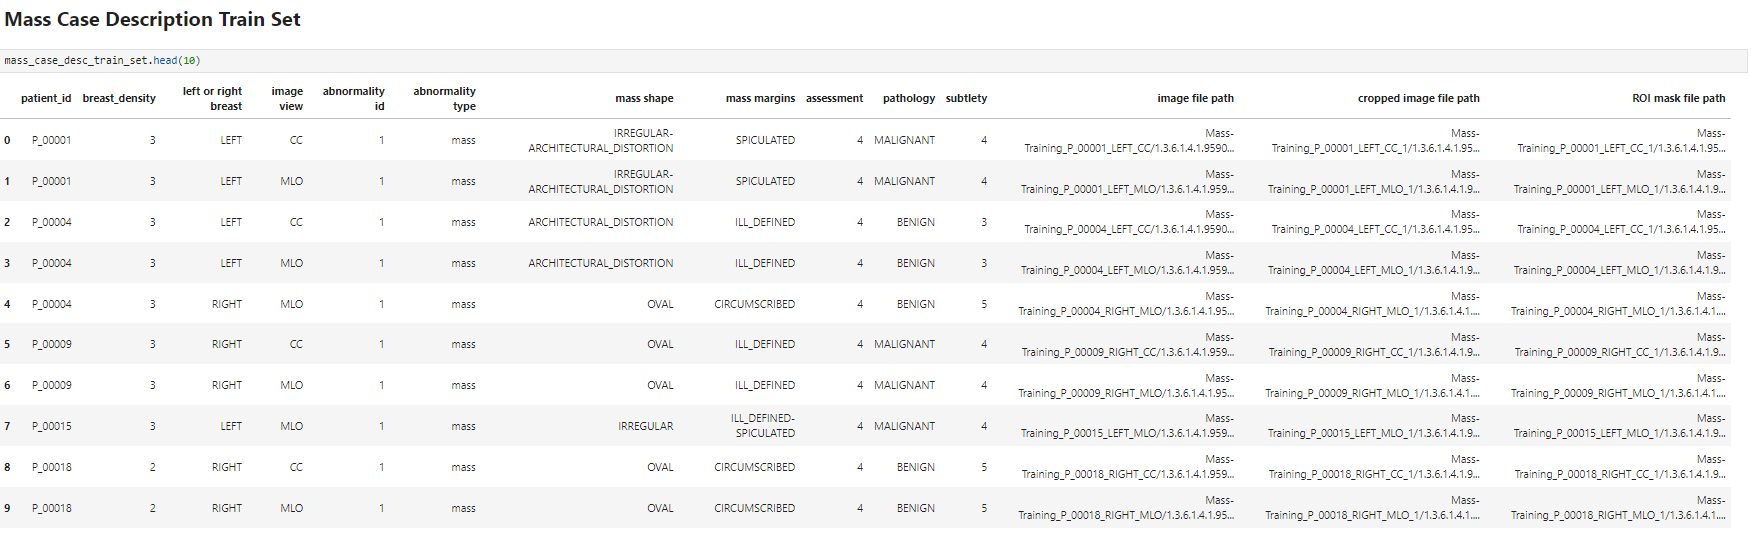 Mass Case Description Train Set
mass_case_desc_train_set.head(10)
patient_id breast_density left or right breast image view abnormality id abnormality type mass shape mass margins assessment pathology subtlety image file path cropped image file path ROI mask file path
0 P_00001 3 LEFT CC 1 mass IRREGULAR-ARCHITECTURAL_DISTORTION SPICULATED 4 MALIGNANT 4 Mass-Training_P_00001_LEFT_CC/1.3.6.1.4.1.9590... Mass-Training_P_00001_LEFT_CC_1/1.3.6.1.4.1.95... Mass-Training_P_00001_LEFT_CC_1/1.3.6.1.4.1.95...
1 P_00001 3 LEFT MLO 1 mass IRREGULAR-ARCHITECTURAL_DISTORTION SPICULATED 4 MALIGNANT 4 Mass-Training_P_00001_LEFT_MLO/1.3.6.1.4.1.959... Mass-Training_P_00001_LEFT_MLO_1/1.3.6.1.4.1.9... Mass-Training_P_00001_LEFT_MLO_1/1.3.6.1.4.1.9...
2 P_00004 3 LEFT CC 1 mass ARCHITECTURAL_DISTORTION ILL_DEFINED 4 BENIGN 3 Mass-Training_P_00004_LEFT_CC/1.3.6.1.4.1.9590... Mass-Training_P_00004_LEFT_CC_1/1.3.6.1.4.1.95... Mass-Training_P_00004_LEFT_CC_1/1.3.6.1.4.1.95...
3 P_00004 3 LEFT MLO 1 mass ARCHITECTURAL_DISTORTION ILL_DEFINED 4 BENIGN 3 Mass-Training_P_00004_LEFT_MLO/1.3.6.1.4.1.959... Mass-Training_P_00004_LEFT_MLO_1/1.3.6.1.4.1.9... Mass-Training_P_00004_LEFT_MLO_1/1.3.6.1.4.1.9...
4 P_00004 3 RIGHT MLO 1 mass OVAL CIRCUMSCRIBED 4 BENIGN 5 Mass-Training_P_00004_RIGHT_MLO/1.3.6.1.4.1.95... Mass-Training_P_00004_RIGHT_MLO_1/1.3.6.1.4.1.... Mass-Training_P_00004_RIGHT_MLO_1/1.3.6.1.4.1....
5 P_00009 3 RIGHT CC 1 mass OVAL ILL_DEFINED 4 MALIGNANT 4 Mass-Training_P_00009_RIGHT_CC/1.3.6.1.4.1.959... Mass-Training_P_00009_RIGHT_CC_1/1.3.6.1.4.1.9... Mass-Training_P_00009_RIGHT_CC_1/1.3.6.1.4.1.9...
6 P_00009 3 RIGHT MLO 1 mass OVAL ILL_DEFINED 4 MALIGNANT 4 Mass-Training_P_00009_RIGHT_MLO/1.3.6.1.4.1.95... Mass-Training_P_00009_RIGHT_MLO_1/1.3.6.1.4.1.... Mass-Training_P_00009_RIGHT_MLO_1/1.3.6.1.4.1....
7 P_00015 3 LEFT MLO 1 mass IRREGULAR ILL_DEFINED-SPICULATED 4 MALIGNANT 4 Mass-Training_P_00015_LEFT_MLO/1.3.6.1.4.1.959... Mass-Training_P_00015_LEFT_MLO_1/1.3.6.1.4.1.9... Mass-Training_P_00015_LEFT_MLO_1/1.3.6.1.4.1.9...
8 P_00018 2 RIGHT CC 1 mass OVAL CIRCUMSCRIBED 4 BENIGN 5 Mass-Training_P_00018_RIGHT_CC/1.3.6.1.4.1.959... Mass-Training_P_00018_RIGHT_CC_1/1.3.6.1.4.1.9... Mass-Training_P_00018_RIGHT_CC_1/1.3.6.1.4.1.9...
9 P_00018 2 RIGHT MLO 1 mass OVAL CIRCUMSCRIBED 4 BENIGN 5 Mass-Training_P_00018_RIGHT_MLO/1.3.6.1.4.1.95... Mass-Training_P_00018_RIGHT_MLO_1/1.3.6.1.4.1.... Mass-Training_P_00018_RIGHT_MLO_1/1.3.6.1.4.1....